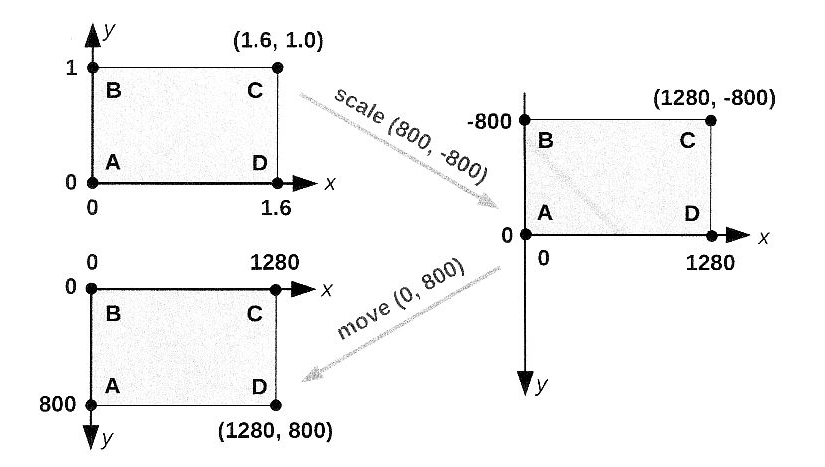 y
(1.6, 1.0)
1
B
C
A
D
0
x
0
1.6
scale (800, -800)
(1280, -800)
-800
B
C
A
D
0
x
0
1280
y
move (0, 800)
0
1280
0
x
B
C
A
D
800
(1280, 800)
y